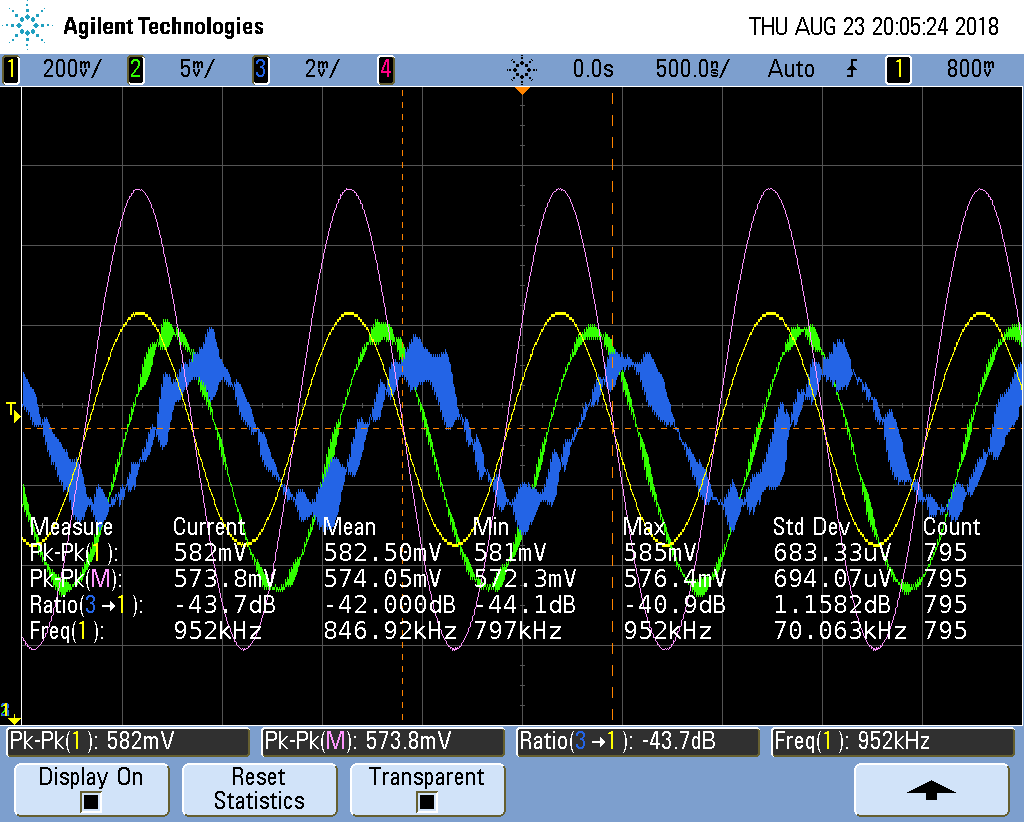 Agilent Technologies THU AUG 23 20:05:24 2018
1 200mV/ 2 5mV/ 3 2mV/ 4 0.0s 500.0ns/ Auto 1 800mV
T
Measure Current Mean Min Max Std Dev Count
Pk-Pk(1): 582mV 582.50mV 581mV 585mV 683.33uV 795
Pk-Pk(M): 573.8mV 574.05mV 572.3mV 576.4mV 694.07uV 795
Ratio(3→1): -43.7dB -42.000dB -44.1dB -40.9dB 1.1582dB 795
Freq(1): 952kHz 846.92kHz 797kHz 952kHz 70.063kHz 795
Pk-Pk(1): 582mV Pk-Pk(M): 573.8mV Ratio(3→1): -43.7dB Freq(1): 952kHz
Display On Reset Statistics Transparent